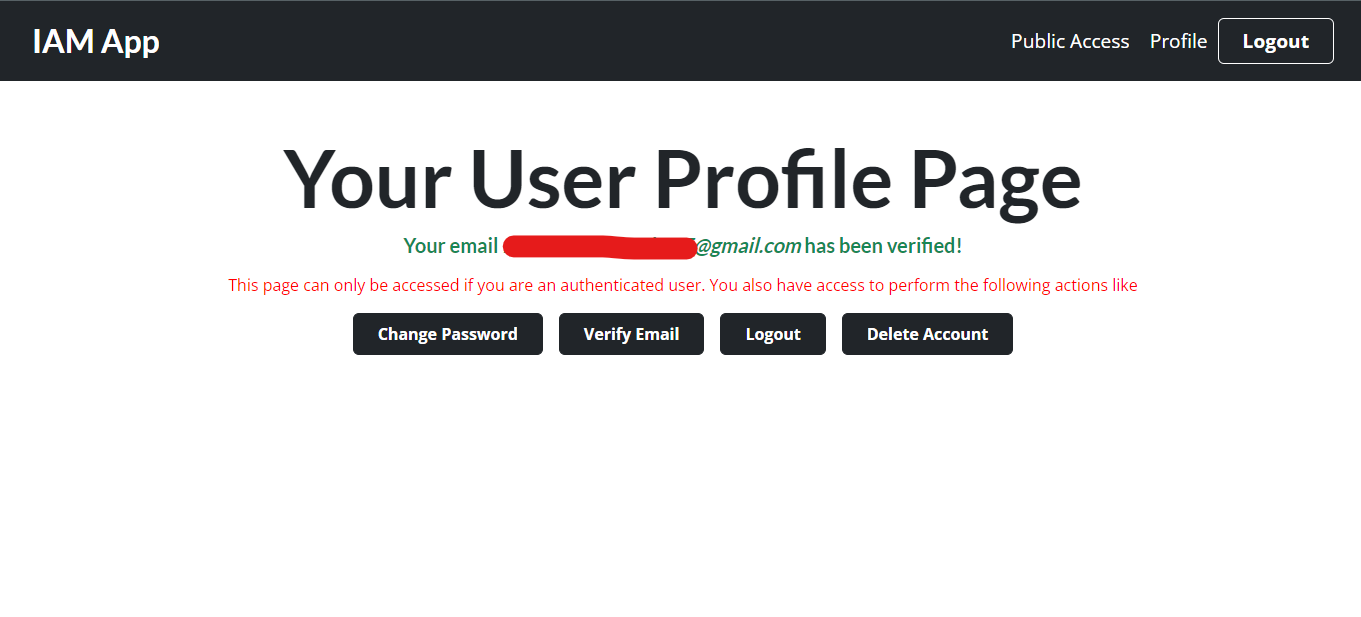 IAM App
Public Access Profile Logout
Your User Profile Page
Your email @gmail.com has been verified!
This page can only be accessed if you are an authenticated user. You also have access to perform the following actions like
Change Password Verify Email Logout Delete Account